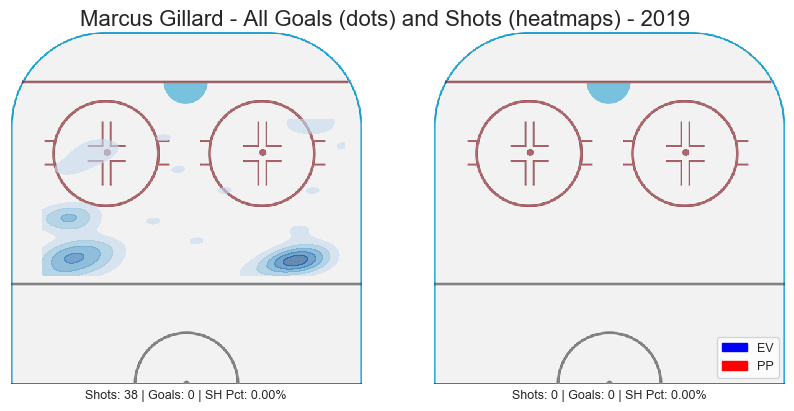 Marcus Gillard - All Goals (dots) and Shots (heatmaps) - 2019
EV
PP
Shots: 38 | Goals: 0 | SH Pct: 0.00%
Shots: 0 | Goals: 0 | SH Pct: 0.00%